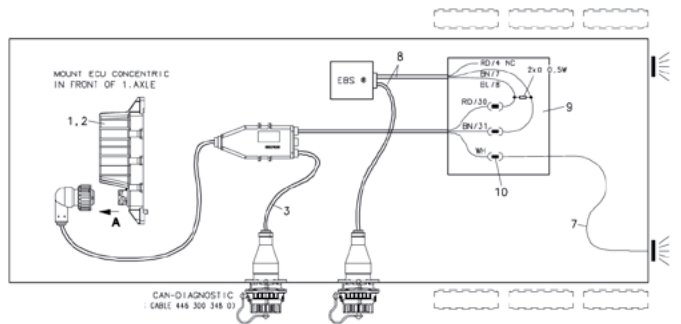 MOUNT ECU CONCENTRIC
IN FRONT OF 1.AXLE
1,2
A
3
CAN-DIAGNOSTIC
: CABLE 446 300 348 0)
EBS
8
RD/4 NC
BN/7
BL/8
2kΩ 0,5W
RD/30
BN/31
WH
9
10
7